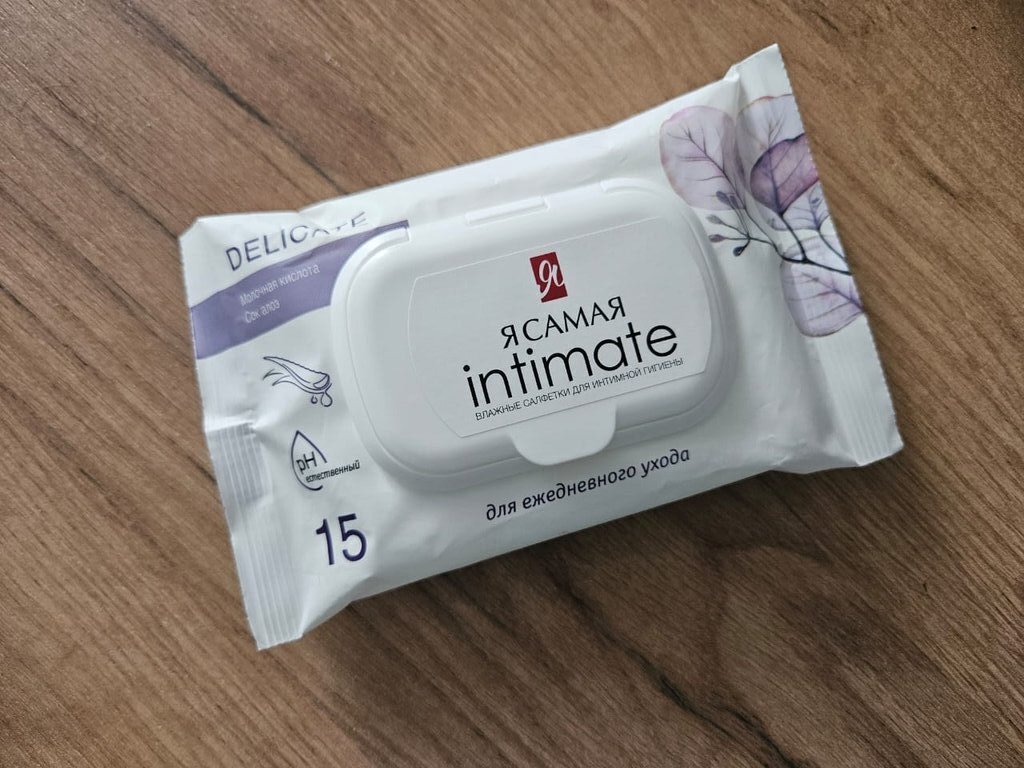 DELICATE
Молочная кислота
Сок алоэ
Я
Я САМАЯ
intimate
ВЛАЖНЫЕ САЛФЕТКИ ДЛЯ ИНТИМНОЙ ГИГИЕНЫ
pH
естественный
15
для ежедневного ухода